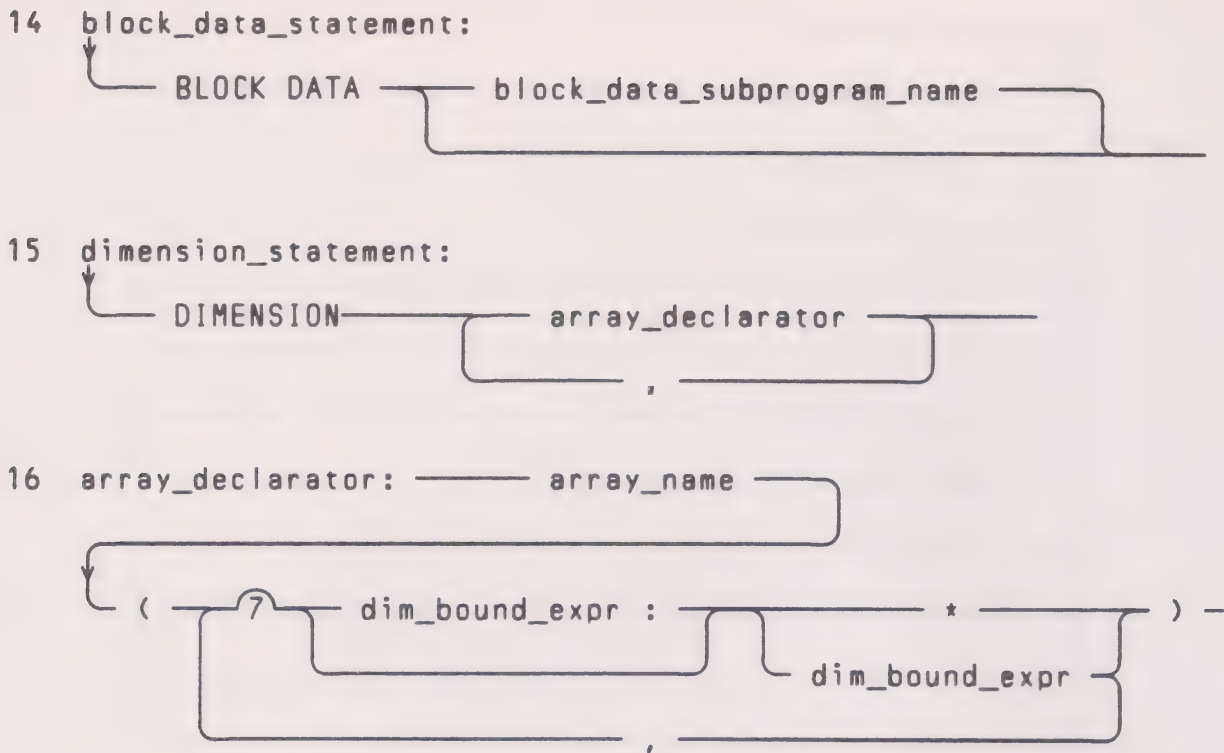 14 block_data_statement:
BLOCK DATA block_data_subprogram_name
15 dimension_statement:
DIMENSION array_declarator
,
16 array_declarator: array_name
( 7 dim_bound_expr : * )
dim_bound_expr
,